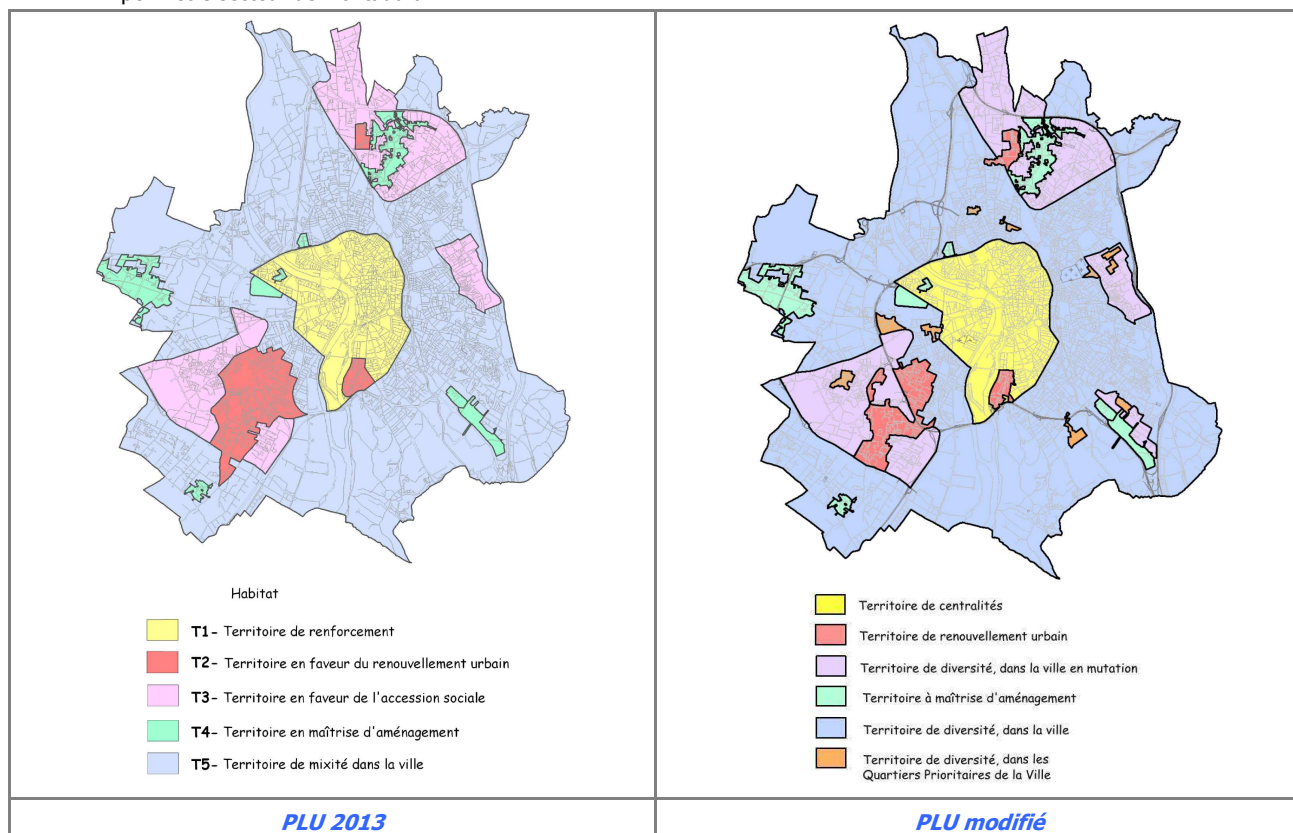 Habitat
T1- Territoire de renforcement
T2- Territoire en faveur du renouvellement urbain
T3- Territoire en faveur de l'accession sociale
T4- Territoire en maîtrise d'aménagement
T5- Territoire de mixité dans la ville
PLU 2013
Territoire de centralités
Territoire de renouvellement urbain
Territoire de diversité, dans la ville en mutation
Territoire à maîtrise d'aménagement
Territoire de diversité, dans la ville
Territoire de diversité, dans les
Quartiers Prioritaires de la Ville
PLU modifié